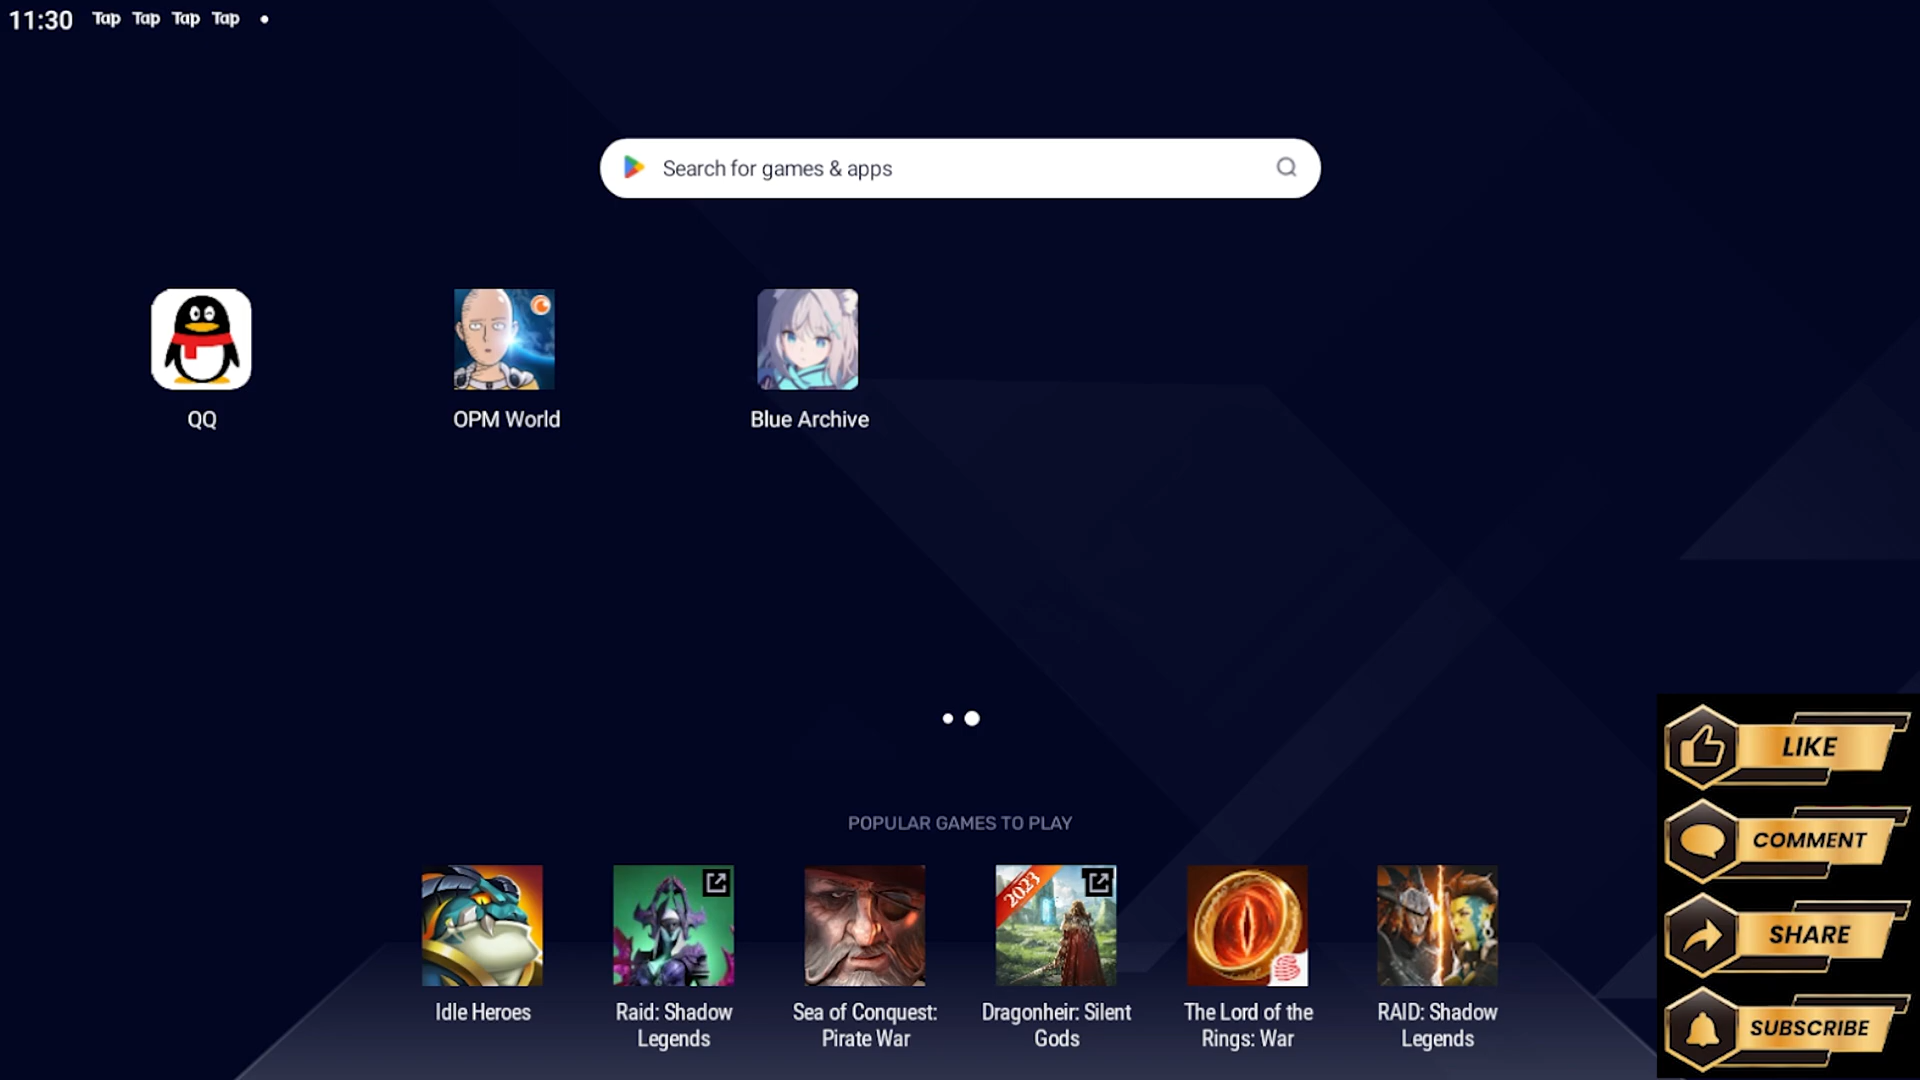 11:30 Tap Tap Tap Tap
Search for games & apps
QQ
OPM World
Blue Archive
POPULAR GAMES TO PLAY
2023
Idle Heroes
Raid: Shadow
Legends
Sea of Conquest:
Pirate War
Dragonheir: Silent
Gods
The Lord of the
Rings: War
RAID: Shadow
Legends
LIKE
COMMENT
SHARE
SUBSCRIBE